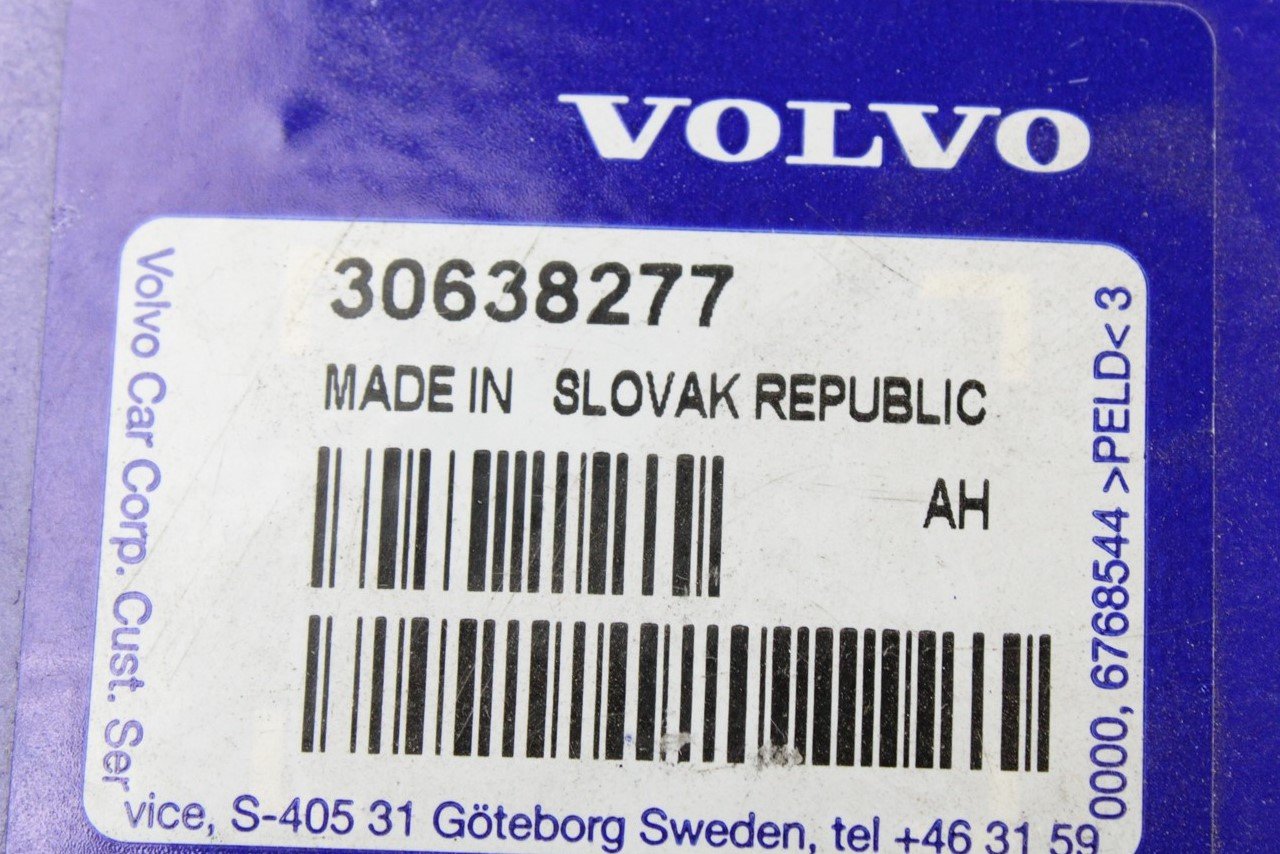 VOLVO
30638277
MADE IN SLOVAK REPUBLIC
AH
Volvo Car Corp. Cust. Service, S-405 31 Göteborg Sweden, tel +46 31 59 0000, 6768544 >PELD< 3